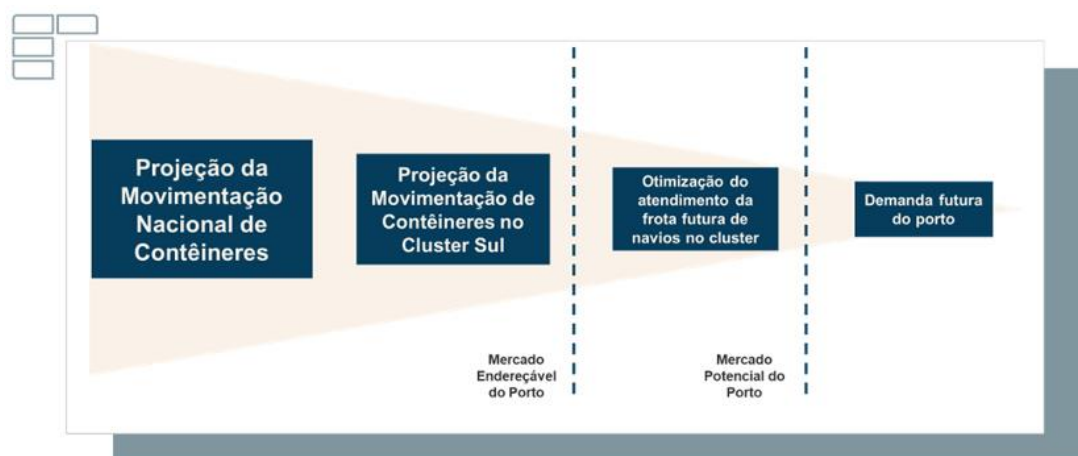 Projeção da
Movimentação
Nacional de
Contêineres
Projeção da
Movimentação de
Contêineres no
Cluster Sul
Otimização do
atendimento da
frota futura de
navios no cluster
Demanda futura
do porto
Mercado
Endereçável
do Porto
Mercado
Potencial do
Porto